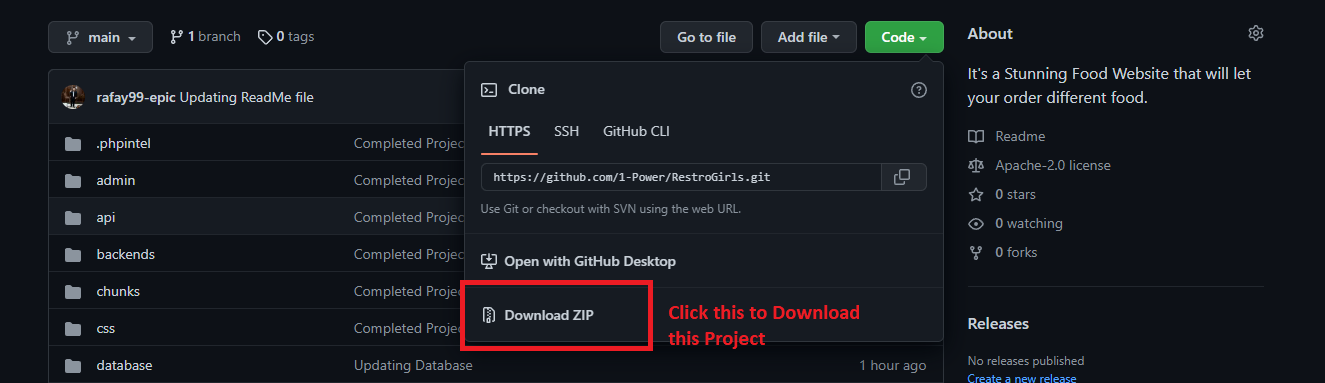 main
1 branch
0 tags
Go to file
Add file
Code
rafay99-epic Updating ReadMe file
.phpintel Completed Projec
admin Completed Projec
api Completed Projec
backends Completed Projec
chunks Completed Projec
css Completed Projec
database Updating Database 1 hour ago
Clone
HTTPS SSH GitHub CLI
https://github.com/1-Power/RestroGirls.git
Use Git or checkout with SVN using the web URL.
Open with GitHub Desktop
Download ZIP
Click this to Download
this Project
About
It's a Stunning Food Website that will let
your order different food.
Readme
Apache-2.0 license
0 stars
0 watching
0 forks
Releases
No releases published
Create a new release